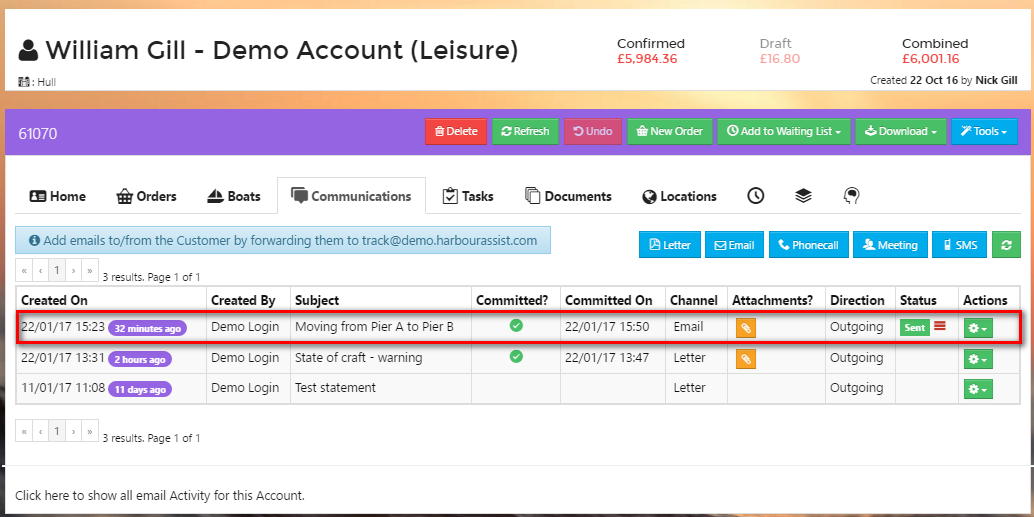 William Gill - Demo Account (Leisure)
Confirmed Draft Combined
£5,984.36 £16.80 £6,001.16
: Hull
Created 22 Oct 16 by Nick Gill
61070
Delete Refresh Undo New Order Add to Waiting List Download Tools
Home Orders Boats Communications Tasks Documents Locations
Add emails to/from the Customer by forwarding them to track@demo.harbourassist.com
Letter Email Phonecall Meeting SMS
« ‹ 1 › » 3 results. Page 1 of 1
Created On Created By Subject Committed? Committed On Channel Attachments? Direction Status Actions
22/01/17 15:23 32 minutes ago Demo Login Moving from Pier A to Pier B 22/01/17 15:50 Email Outgoing Sent
22/01/17 13:31 2 hours ago Demo Login State of craft - warning 22/01/17 13:47 Letter Outgoing
11/01/17 11:08 11 days ago Demo Login Test statement Letter Outgoing
« ‹ 1 › » 3 results. Page 1 of 1
Click here to show all email Activity for this Account.